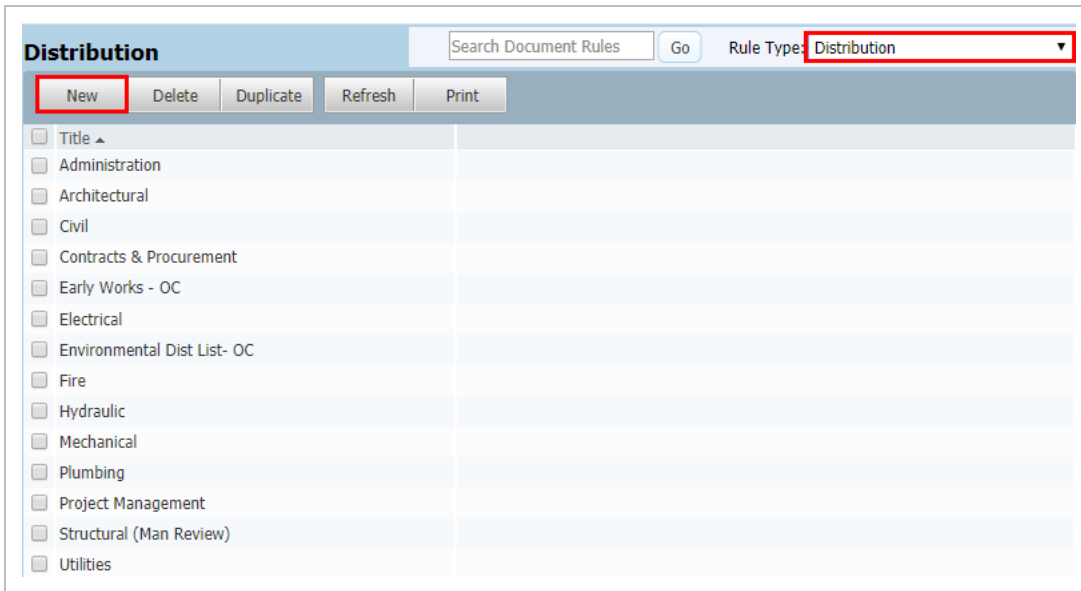 Distribution Search Document Rules Go Rule Type: Distribution
New Delete Duplicate Refresh Print
Title
Administration
Architectural
Civil
Contracts & Procurement
Early Works - OC
Electrical
Environmental Dist List- OC
Fire
Hydraulic
Mechanical
Plumbing
Project Management
Structural (Man Review)
Utilities